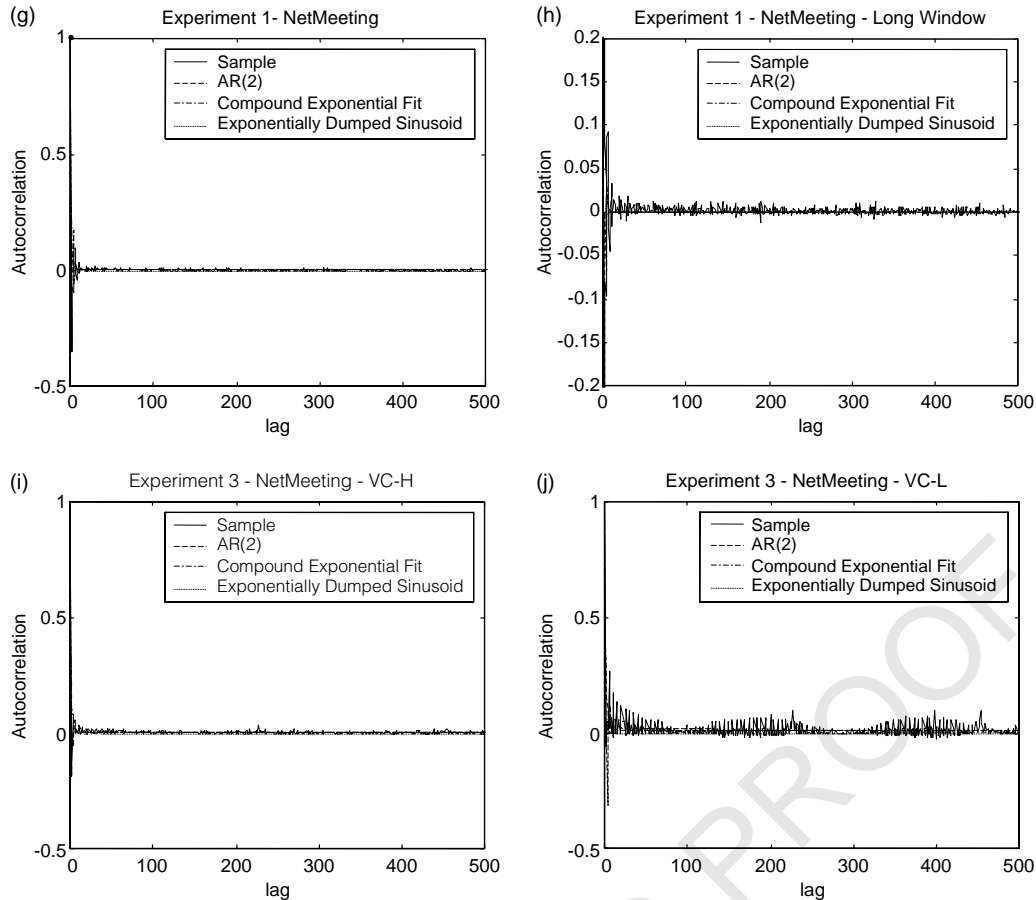 (g)
Experiment 1- NetMeeting
1
0.5
0
-0.5
Autocorrelation
Sample
AR(2)
Compound Exponential Fit
Exponentially Dumped Sinusoid
0 100 200 300 400 500
lag
(h)
Experiment 1 - NetMeeting - Long Window
0.2
0.15
0.1
0.05
0
-0.05
-0.1
-0.15
-0.2
Autocorrelation
Sample
AR(2)
Compound Exponential Fit
Exponentially Dumped Sinusoid
0 100 200 300 400 500
lag
(i)
Experiment 3 - NetMeeting - VC-H
1
0.5
0
-0.5
Autocorrelation
Sample
AR(2)
Compound Exponential Fit
Exponentially Dumped Sinusoid
0 100 200 300 400 500
lag
(j)
Experiment 3 - NetMeeting - VC-L
1
0.5
0
-0.5
Autocorrelation
Sample
AR(2)
Compound Exponential Fit
Exponentially Dumped Sinusoid
0 100 200 300 400 500
lag
PROOF